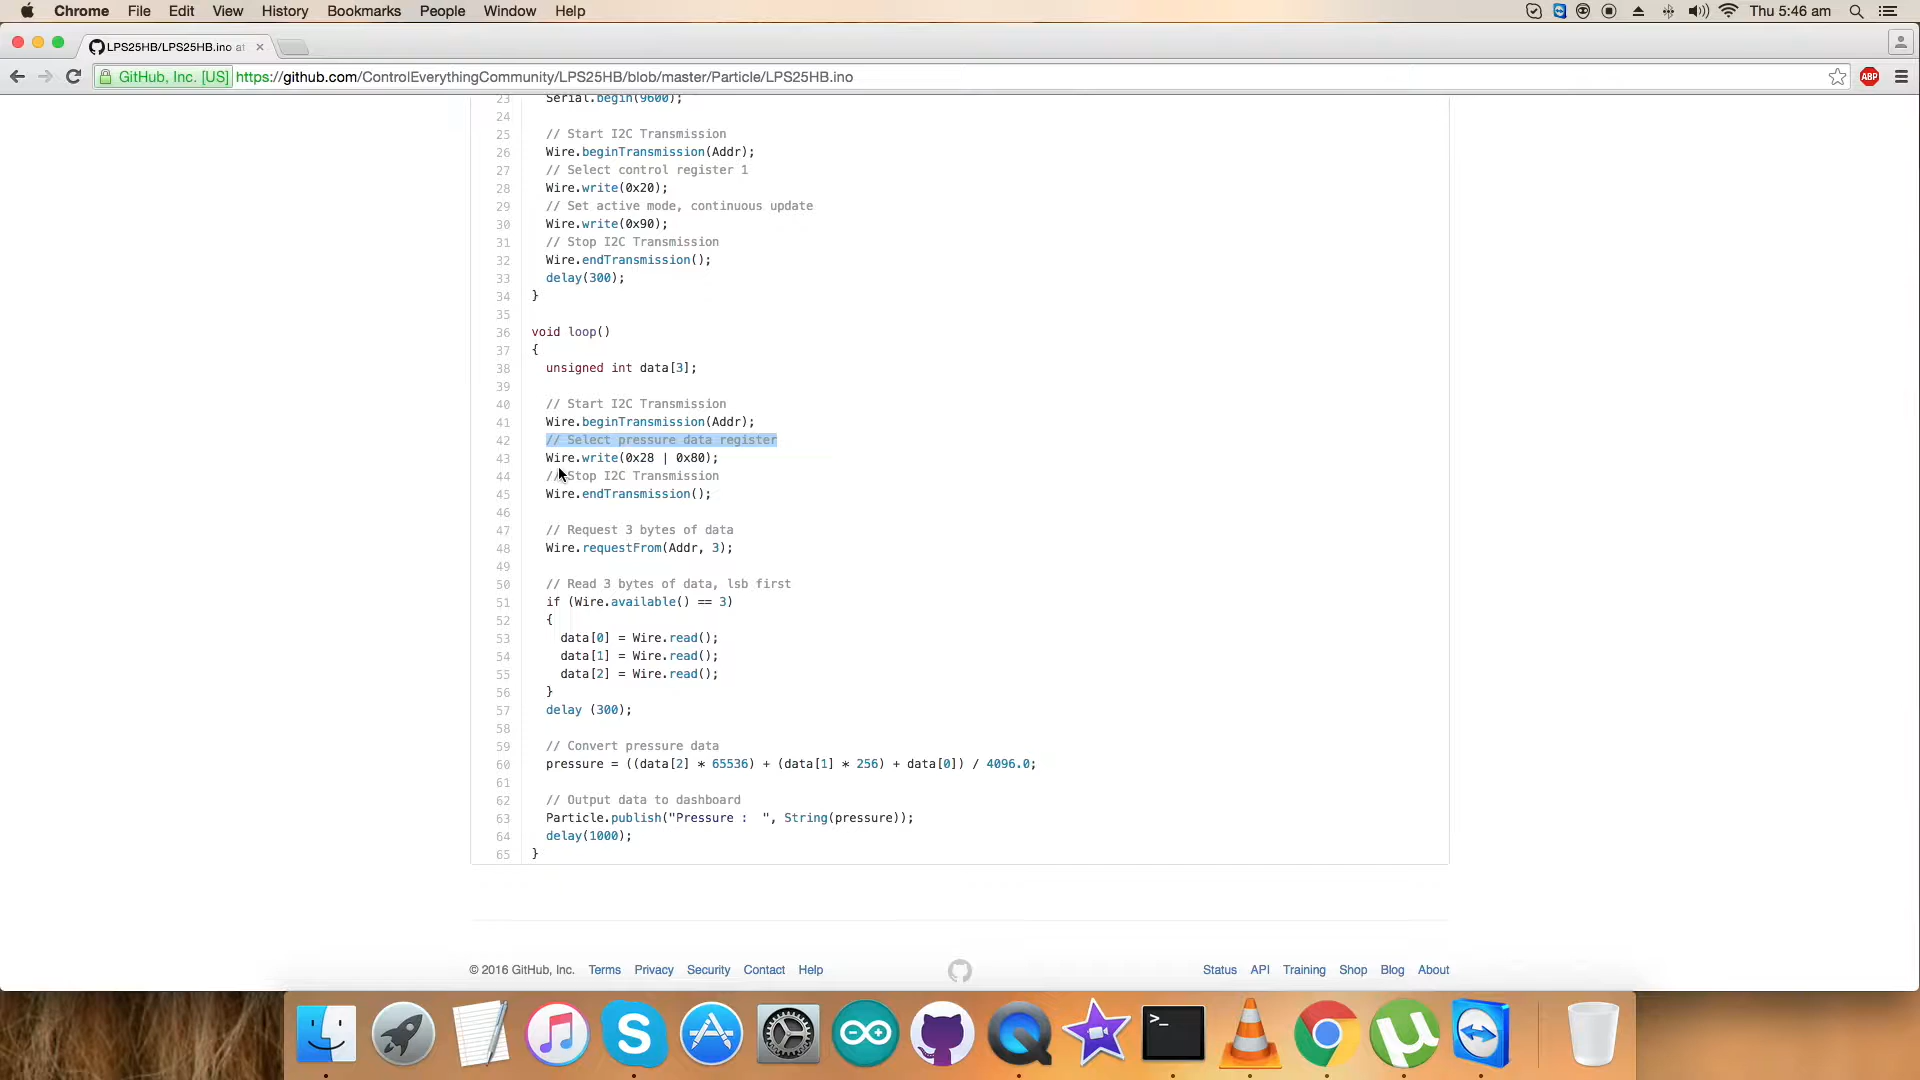 Chrome File Edit View History Bookmarks People Window Help Thu 5:46 am
LPS25HB/LPS25HB.ino at
GitHub, Inc. [US] https://github.com/ControlEverythingCommunity/LPS25HB/blob/master/Particle/LPS25HB.ino
ABP
23 Serial.begin(9600);
24
25 // Start I2C Transmission
26 Wire.beginTransmission(Addr);
27 // Select control register 1
28 Wire.write(0x20);
29 // Set active mode, continuous update
30 Wire.write(0x90);
31 // Stop I2C Transmission
32 Wire.endTransmission();
33 delay(300);
34 }
35
36 void loop()
37 {
38 unsigned int data[3];
39
40 // Start I2C Transmission
41 Wire.beginTransmission(Addr);
42 // Select pressure data register
43 Wire.write(0x28 | 0x80);
44 // Stop I2C Transmission
45 Wire.endTransmission();
46
47 // Request 3 bytes of data
48 Wire.requestFrom(Addr, 3);
49
50 // Read 3 bytes of data, lsb first
51 if (Wire.available() == 3)
52 {
53 data[0] = Wire.read();
54 data[1] = Wire.read();
55 data[2] = Wire.read();
56 }
57 delay (300);
58
59 // Convert pressure data
60 pressure = ((data[2] * 65536) + (data[1] * 256) + data[0]) / 4096.0;
61
62 // Output data to dashboard
63 Particle.publish("Pressure :  ", String(pressure));
64 delay(1000);
65 }
© 2016 GitHub, Inc. Terms Privacy Security Contact Help Status API Training Shop Blog About